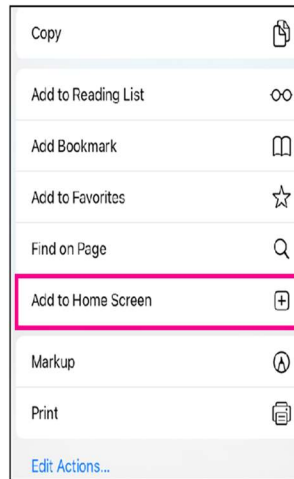 Copy
Add to Reading List
Add Bookmark
Add to Favorites
Find on Page
Add to Home Screen
Markup
Print
Edit Actions...